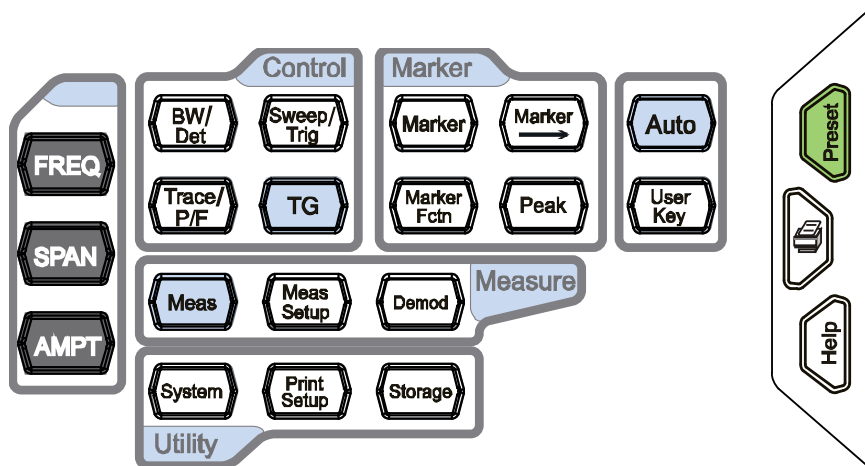 FREQ
SPAN
AMPT
Control
BW/
Det
Sweep/
Trig
Trace/
P/F
TG
Marker
Marker
Marker
Marker
Fctn
Peak
Auto
User
Key
Meas
Meas
Setup
Demod
Measure
System
Print
Setup
Storage
Utility
Preset
Help